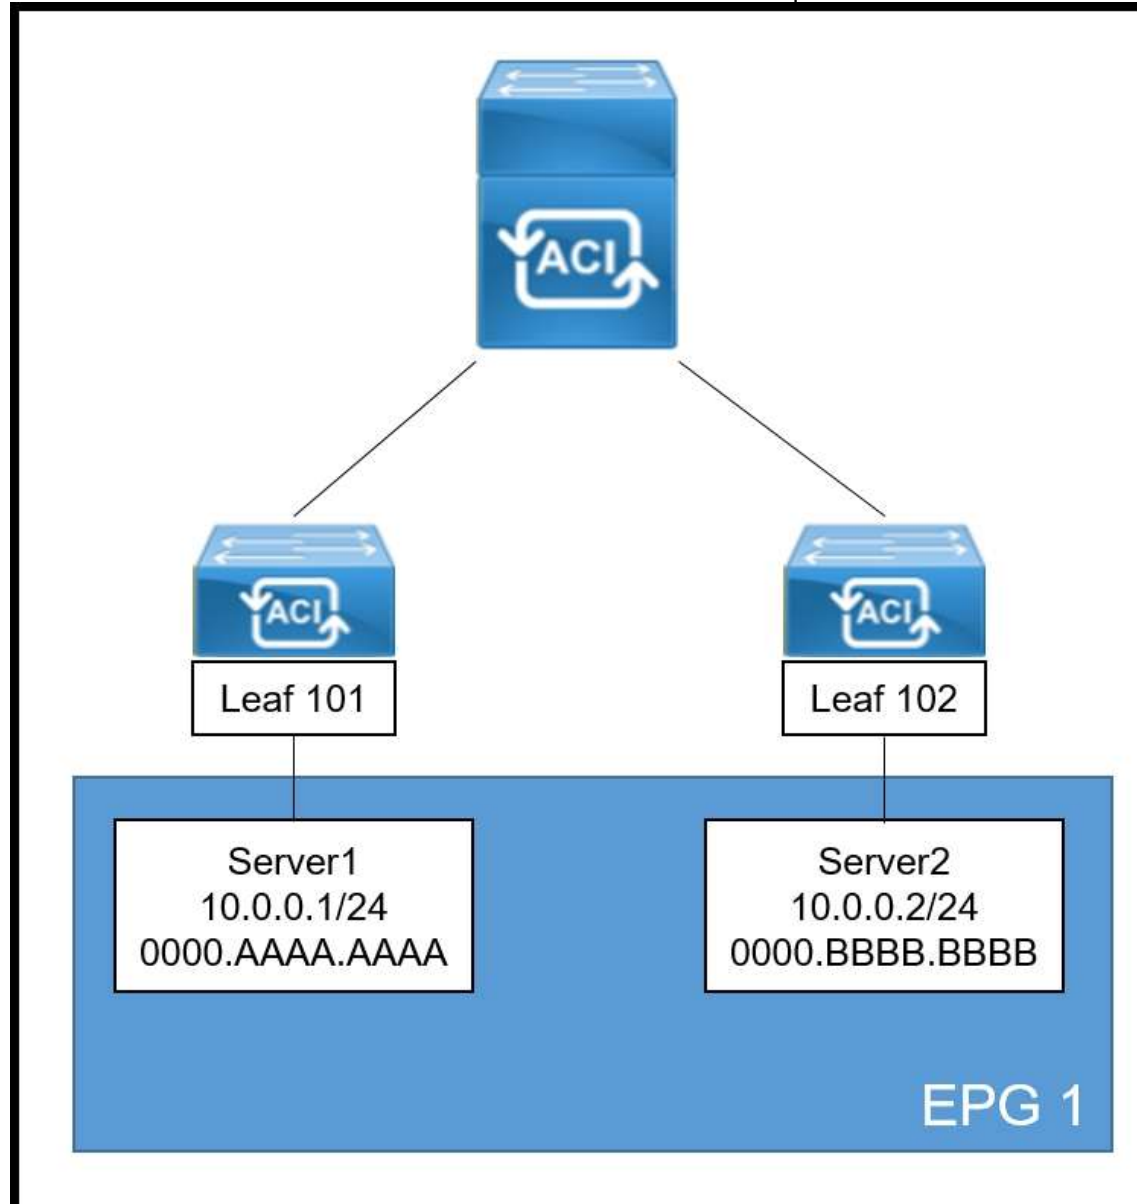 ACI
ACI
ACI
Leaf 101
Leaf 102
Server1
10.0.0.1/24
0000.AAAA.AAAA
Server2
10.0.0.2/24
0000.BBBB.BBBB
EPG 1